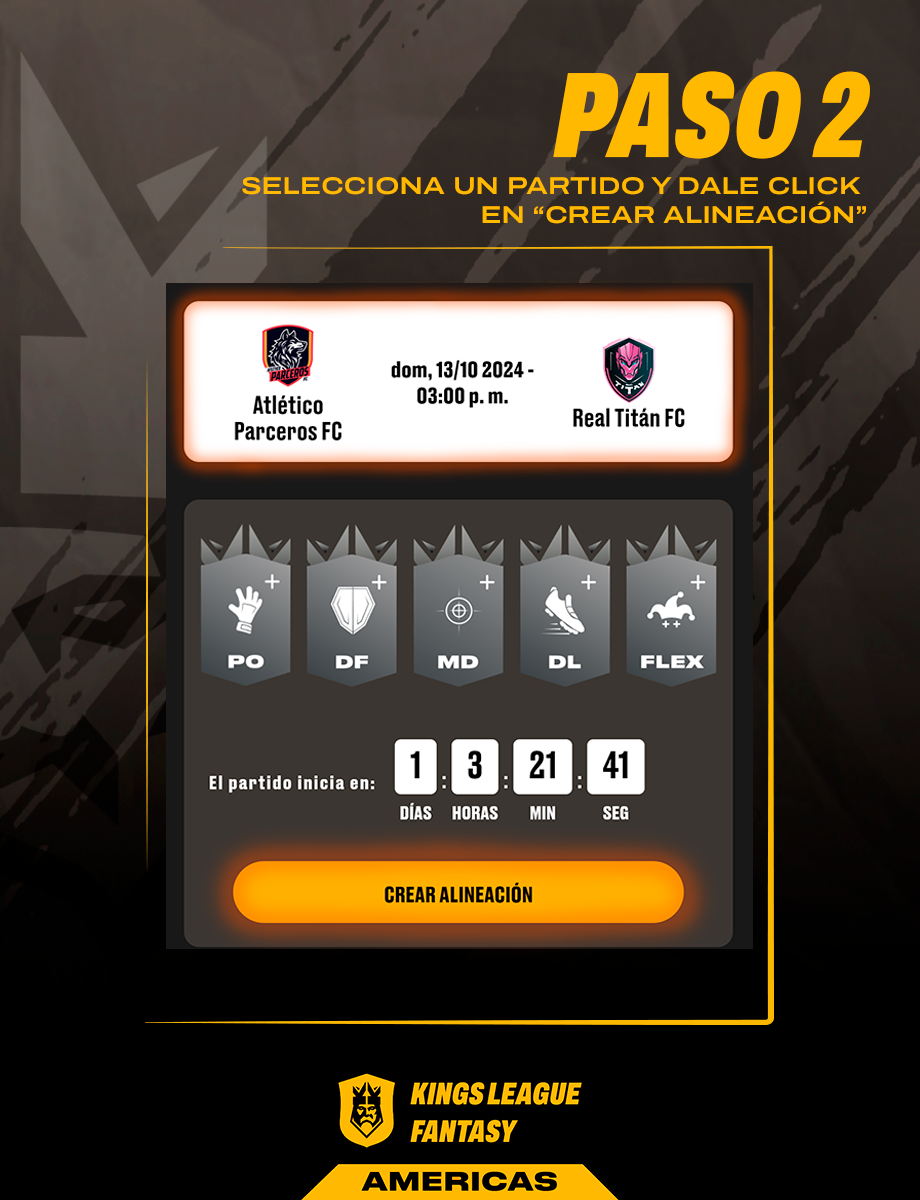 PASO 2
SELECCIONA UN PARTIDO Y DALE CLICK
EN “CREAR ALINEACIÓN”
PARCEROS
TITAN
Atlético
Parceros FC
dom, 13/10 2024 -
03:00 p. m.
Real Titán FC
PO
DF
MD
DL
FLEX
El partido inicia en:
1 : 3 : 21 : 41
DÍAS HORAS MIN SEG
CREAR ALINEACIÓN
KINGS LEAGUE
FANTASY
AMERICAS